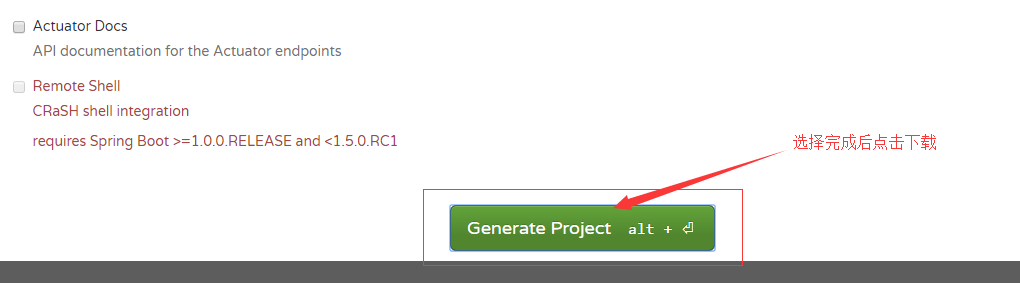 Actuator Docs
API documentation for the Actuator endpoints
Remote Shell
CRaSH shell integration
requires Spring Boot >=1.0.0.RELEASE and <1.5.0.RC1
选择完成后点击下载
Generate Project alt + ⏎